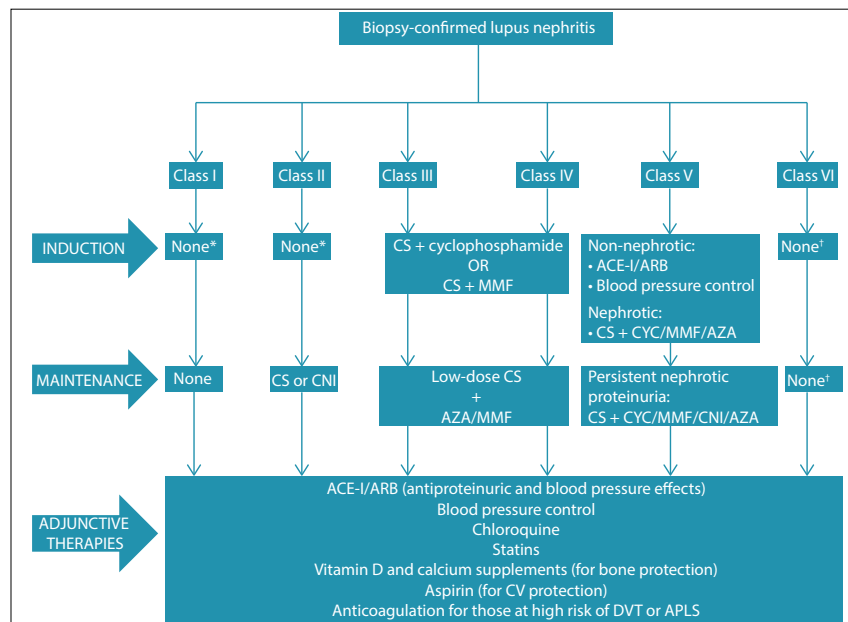 Biopsy-confirmed lupus nephritis
Class I
Class II
Class III
Class IV
Class V
Class VI
INDUCTION
None*
None*
CS + cyclophosphamide
OR
CS + MMF
Non-nephrotic:
• ACE-I/ARB
• Blood pressure control
Nephrotic:
• CS + CYC/MMF/AZA
None†
MAINTENANCE
None
CS or CNI
Low-dose CS
+
AZA/MMF
Persistent nephrotic
proteinuria:
CS + CYC/MMF/CNI/AZA
None†
ADJUNCTIVE
THERAPIES
ACE-I/ARB (antiproteinuric and blood pressure effects)
Blood pressure control
Chloroquine
Statins
Vitamin D and calcium supplements (for bone protection)
Aspirin (for CV protection)
Anticoagulation for those at high risk of DVT or APLS